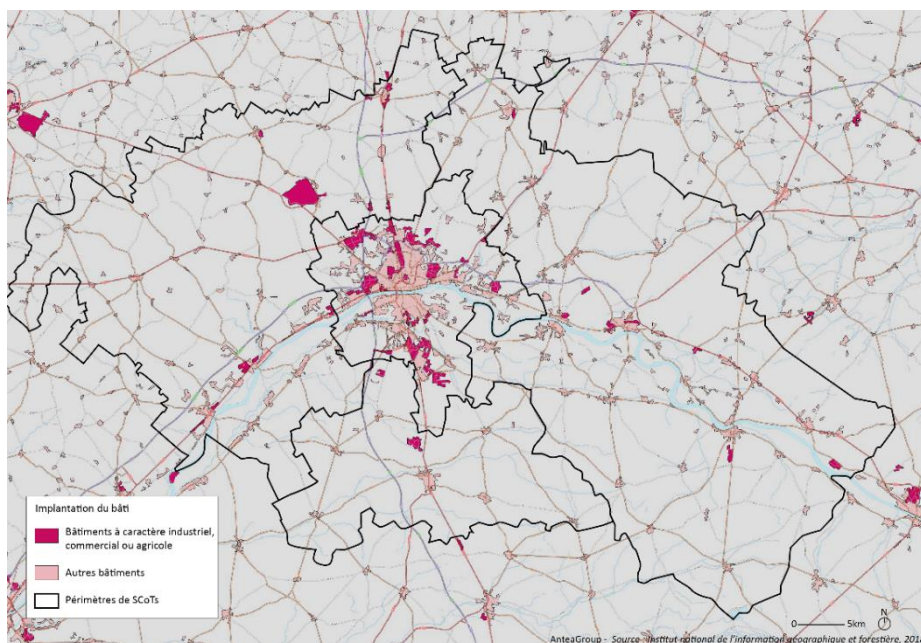 Implantation du bâti
Bâtiments à caractère industriel,
commercial ou agricole
Autres bâtiments
Périmètres de SCoTs
0 5km
N
AnteaGroup - Source : Institut national de l'information géographique et forestière,